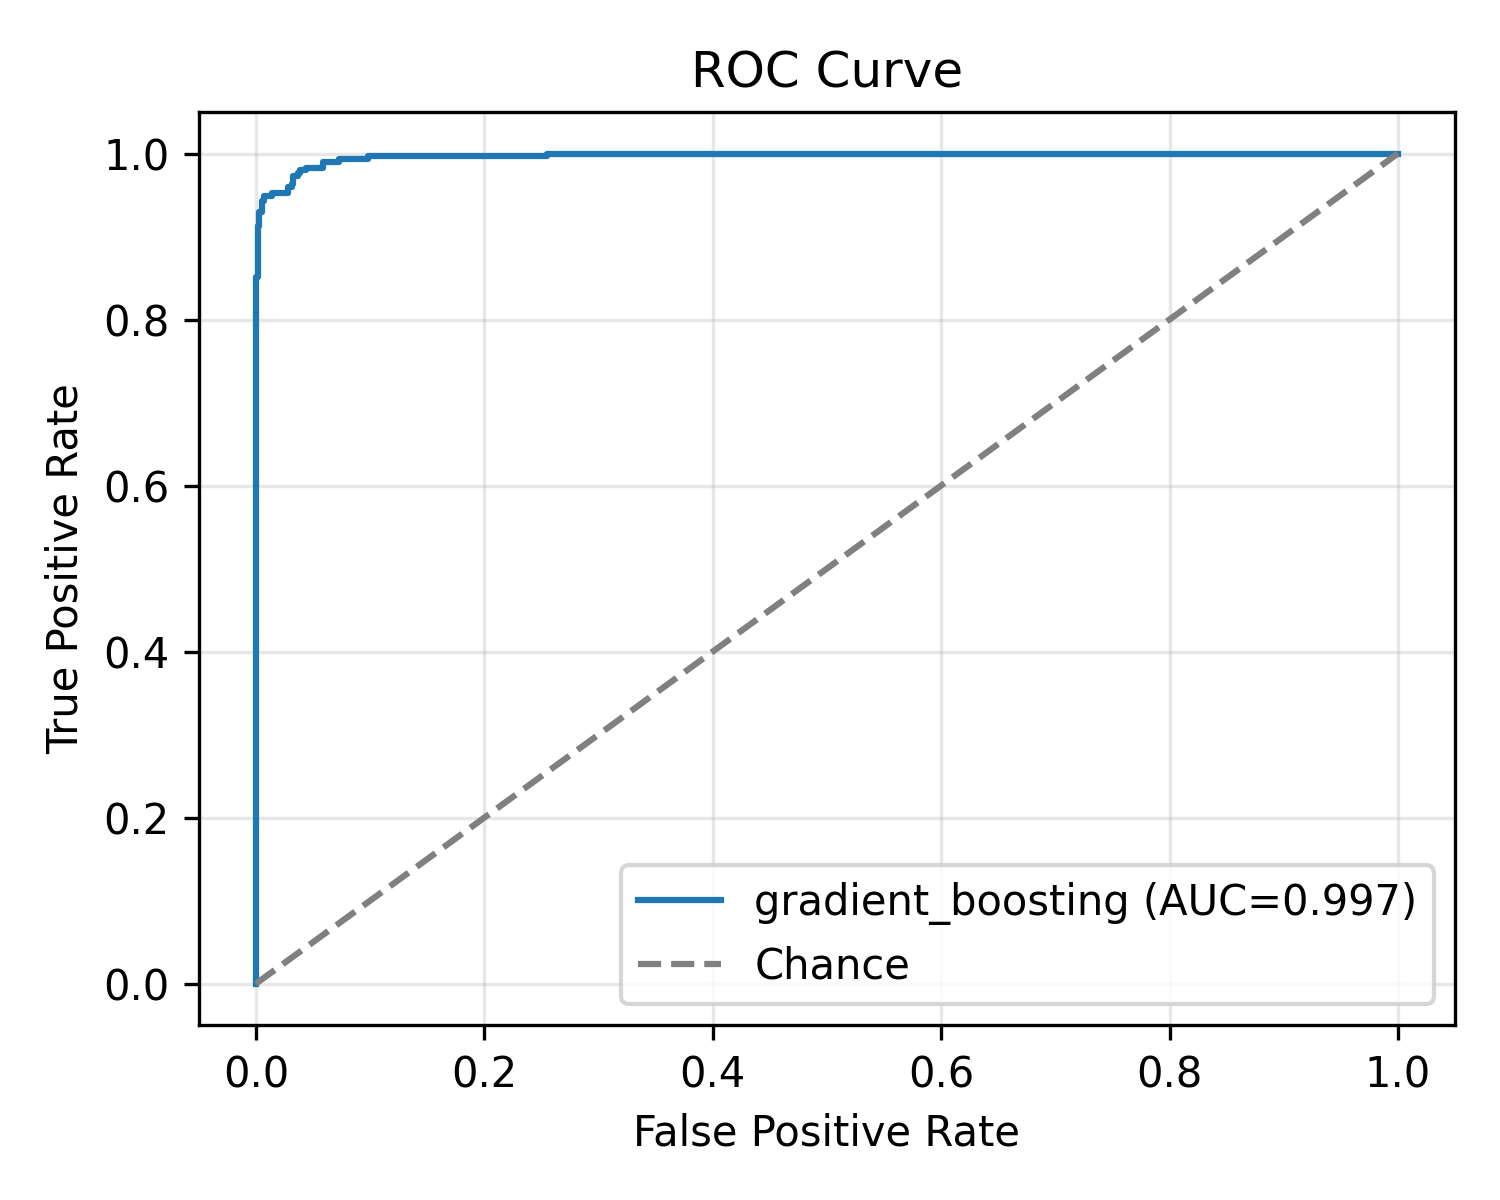 ROC Curve
True Positive Rate
1.0
0.8
0.6
0.4
0.2
0.0
gradient_boosting (AUC=0.997)
Chance
0.0 0.2 0.4 0.6 0.8 1.0
False Positive Rate